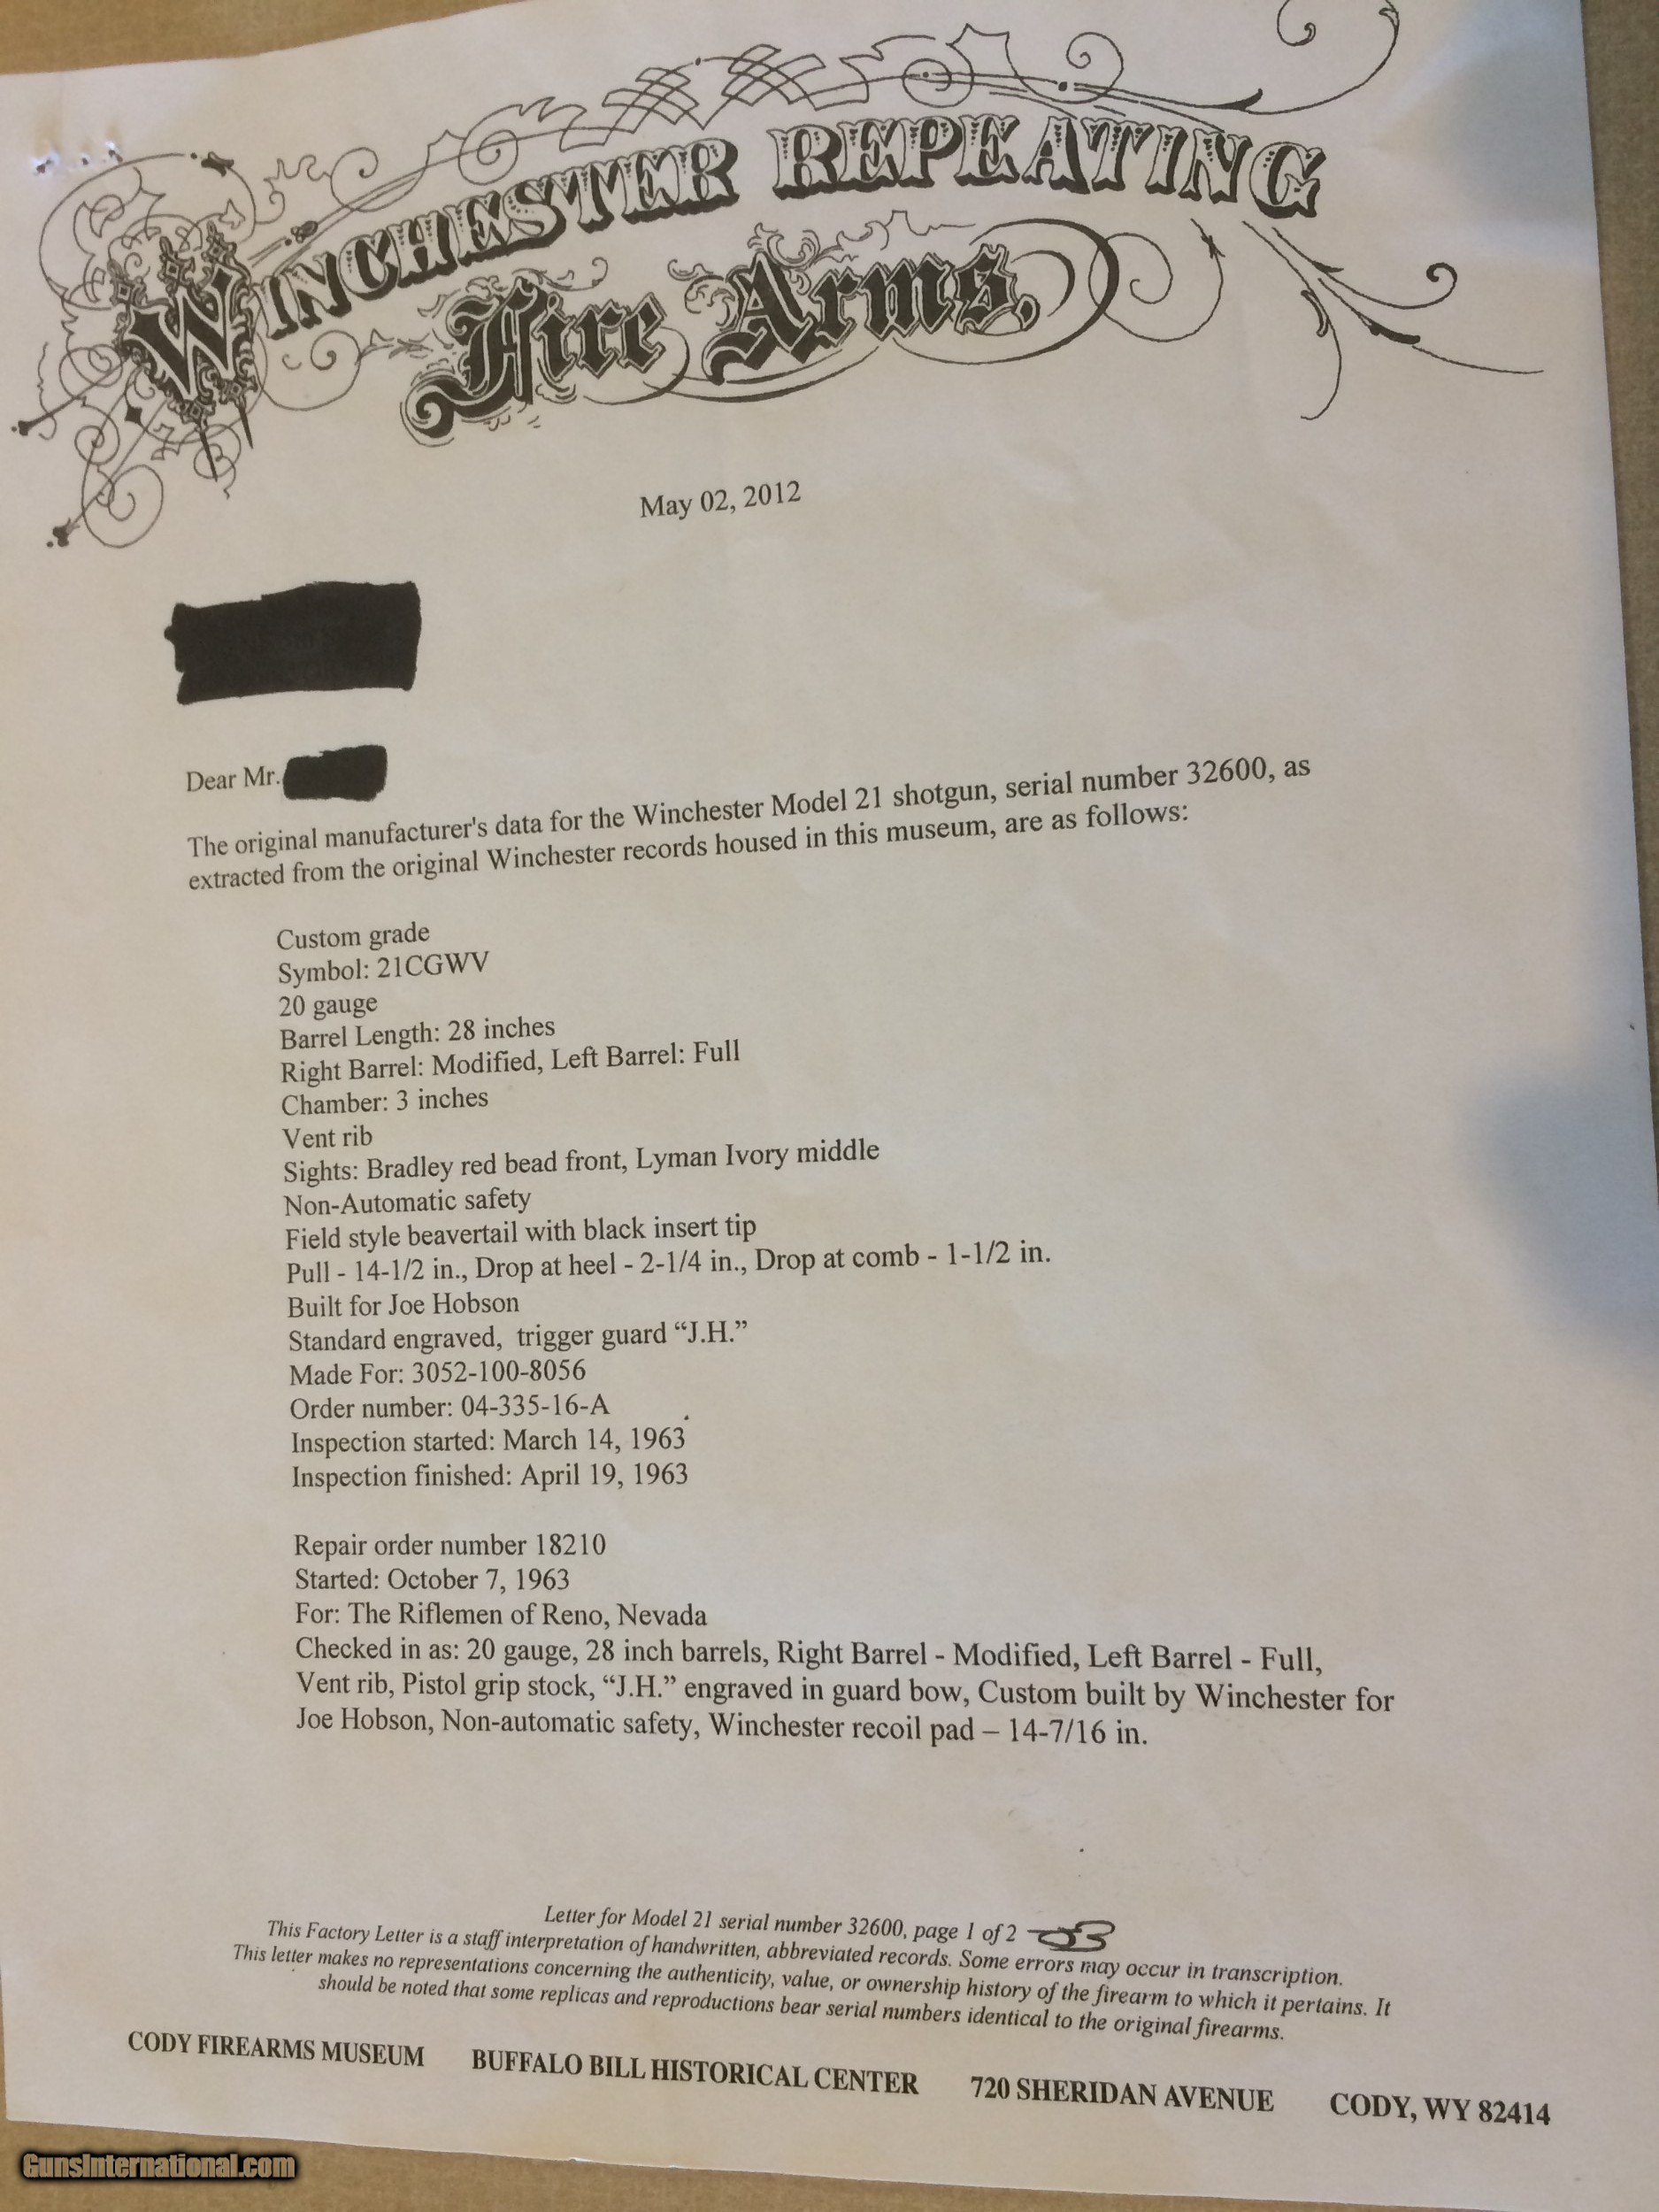 WINCHESTER REPEATING
Fire Arms.
May 02, 2012
Dear Mr.
The original manufacturer's data for the Winchester Model 21 shotgun, serial number 32600, as
extracted from the original Winchester records housed in this museum, are as follows:
Custom grade
Symbol: 21CGWV
20 gauge
Barrel Length: 28 inches
Right Barrel: Modified, Left Barrel: Full
Chamber: 3 inches
Vent rib
Sights: Bradley red bead front, Lyman Ivory middle
Non-Automatic safety
Field style beavertail with black insert tip
Pull - 14-1/2 in., Drop at heel - 2-1/4 in., Drop at comb - 1-1/2 in.
Built for Joe Hobson
Standard engraved, trigger guard “J.H.”
Made For: 3052-100-8056
Order number: 04-335-16-A
Inspection started: March 14, 1963
Inspection finished: April 19, 1963
Repair order number 18210
Started: October 7, 1963
For: The Riflemen of Reno, Nevada
Checked in as: 20 gauge, 28 inch barrels, Right Barrel - Modified, Left Barrel - Full,
Vent rib, Pistol grip stock, “J.H.” engraved in guard bow, Custom built by Winchester for
Joe Hobson, Non-automatic safety, Winchester recoil pad – 14-7/16 in.
Letter for Model 21 serial number 32600, page 1 of 2
This Factory Letter is a staff interpretation of handwritten, abbreviated records. Some errors may occur in transcription.
This letter makes no representations concerning the authenticity, value, or ownership history of the firearm to which it pertains. It
should be noted that some replicas and reproductions bear serial numbers identical to the original firearms.
CODY FIREARMS MUSEUM BUFFALO BILL HISTORICAL CENTER 720 SHERIDAN AVENUE CODY, WY 82414
GunsInternational.com